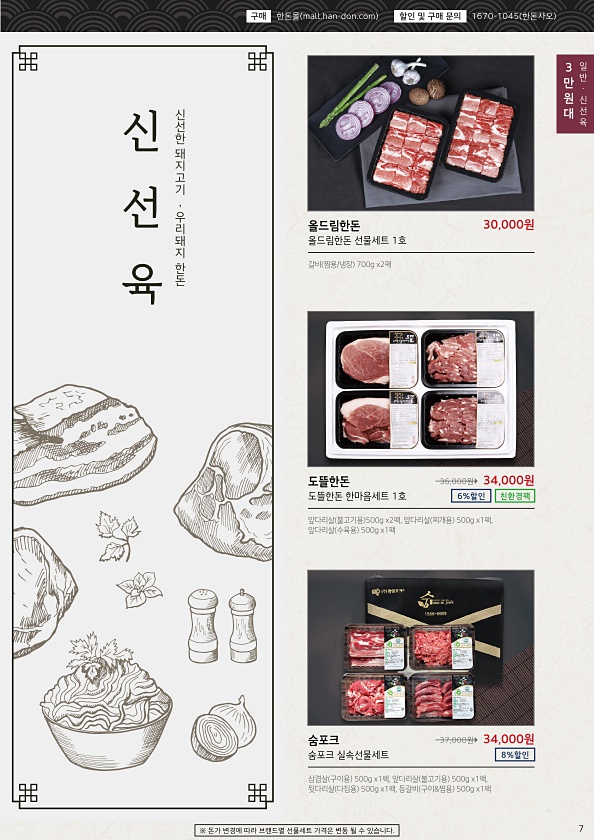 구매 한돈몰(mall.han-don.com) 할인 및 구매 문의 1670-1045(한돈사오)
일반 · 신선육
3만원대
신선육
신선한 돼지고기, 우리돼지 한돈
올드림한돈 30,000원
올드림한돈 선물세트 1호
갈비(찜용/냉장) 700g x2팩
도뜰한돈 36,000원 34,000원
도뜰한돈 한마음세트 1호 6%할인 친환경팩
앞다리살(불고기용)500g x2팩, 앞다리살(찌개용) 500g x1팩,
앞다리살(수육용) 500g x1팩
숨포크 37,000원 34,000원
숨포크 실속선물세트 8%할인
삼겹살(구이용) 500g x1팩, 앞다리살(불고기용) 500g x1팩,
뒷다리살(다짐용) 500g x1팩, 등갈비(구이&찜용) 500g x1팩
※ 돈가 변경에 따라 브랜드별 선물세트 가격은 변동 될 수 있습니다.
7